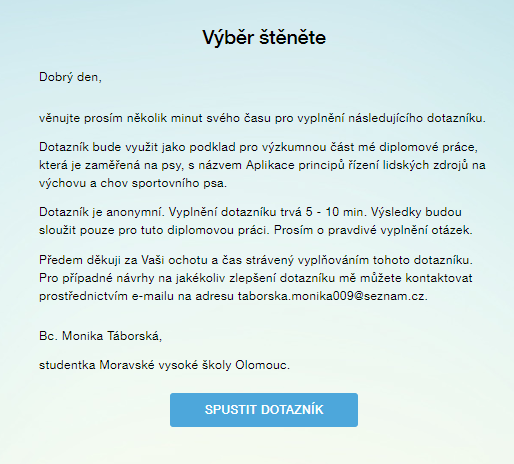 Výběr štěněte
Dobrý den,
věnujte prosím několik minut svého času pro vyplnění následujícího dotazníku.
Dotazník bude využit jako podklad pro výzkumnou část mé diplomové práce,
která je zaměřená na psy, s názvem Aplikace principů řízení lidských zdrojů na
výchovu a chov sportovního psa.
Dotazník je anonymní. Vyplnění dotazníku trvá 5 - 10 min. Výsledky budou
sloužit pouze pro tuto diplomovou práci. Prosím o pravdivé vyplnění otázek.
Předem děkuji za Vaši ochotu a čas strávený vyplňováním tohoto dotazníku.
Pro případné návrhy na jakékoliv zlepšení dotazníku mě můžete kontaktovat
prostřednictvím e-mailu na adresu taborska.monika009@seznam.cz.
Bc. Monika Táborská,
studentka Moravské vysoké školy Olomouc.
SPUSTIT DOTAZNÍK